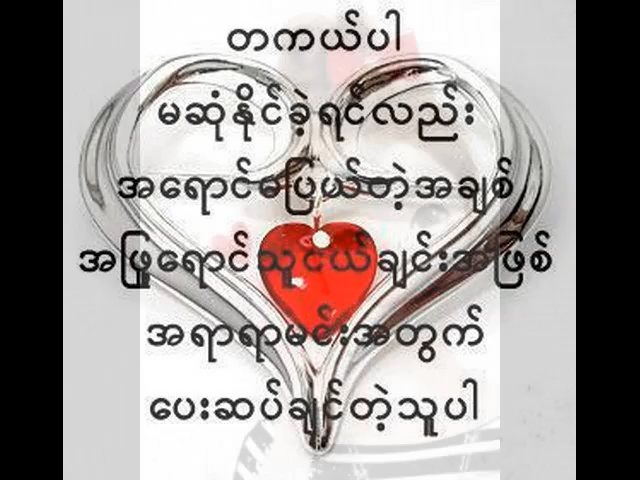 တကယ်ပါ
မဆုံနိုင်ခဲ့ရင်လည်း
အရောင်မပြယ်တဲ့အချစ်
အဖြူရောင်သူငယ်ချင်းအဖြစ်
အရာရာမင်းအတွက်
ပေးဆပ်ချင်တဲ့သူပါ